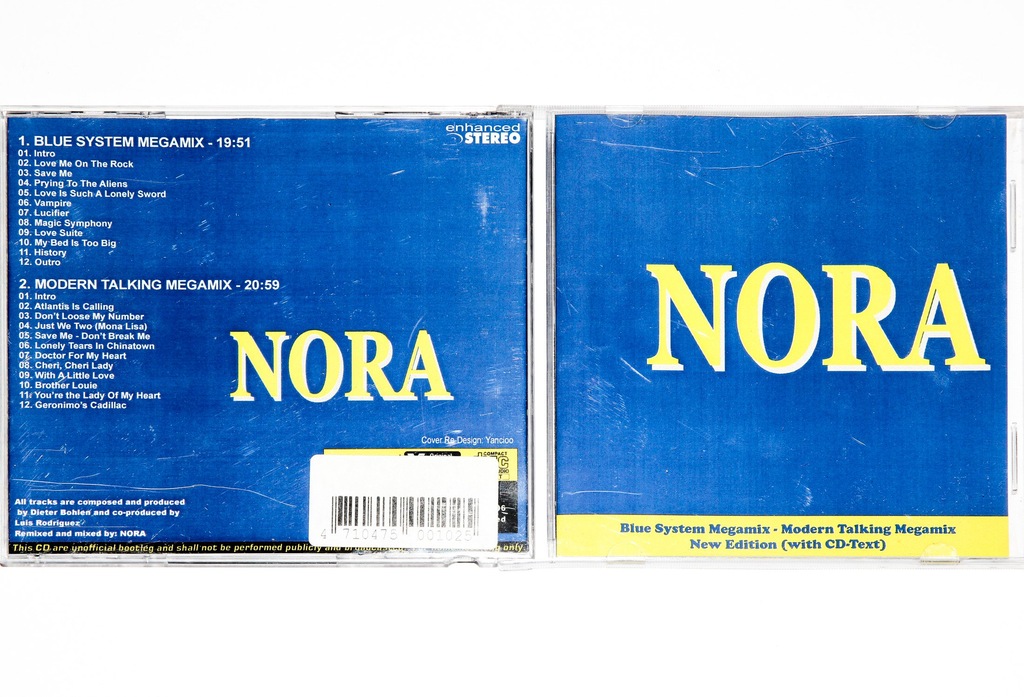 enhanced
STEREO
1. BLUE SYSTEM MEGAMIX - 19:51
01. Intro
02. Love Me On The Rock
03. Save Me
04. Prying To The Aliens
05. Love Is Such A Lonely Sword
06. Vampire
07. Lucifier
08. Magic Symphony
09. Love Suite
10. My Bed Is Too Big
11. History
12. Outro
2. MODERN TALKING MEGAMIX - 20:59
01. Intro
02. Atlantis Is Calling
03. Don't Loose My Number
04. Just We Two (Mona Lisa)
05. Save Me - Don't Break Me
06. Lonely Tears In Chinatown
07. Doctor For My Heart
08. Cheri, Cheri Lady
09. With A Little Love
10. Brother Louie
11. You're the Lady Of My Heart
12. Geronimo's Cadillac
NORA
Cover Re-Design: Yancioo
COMPACT
All tracks are composed and produced
by Dieter Bohlen and co-produced by
Luis Rodriguez
Remixed and mixed by: NORA
4 710475 001025
This CD are unofficial bootleg and shall not be performed publicly and only
NORA
Blue System Megamix - Modern Talking Megamix
New Edition (with CD-Text)